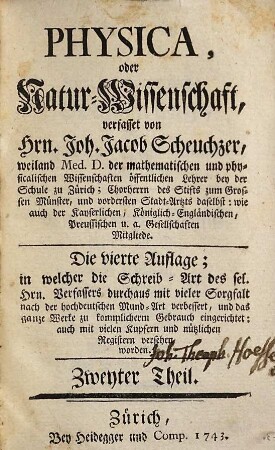 PHYSICA,
oder
Natur-Wissenschaft,
verfasset von
Hrn. Joh. Jacob Scheuchzer,
weiland Med. D. der mathematischen und phy-
sicalischen Wissenschaften öffentlichen Lehrer bey der
Schule zu Zürich; Chorherrn des Stifts zum Gros-
sen Münster, und vordersten Stadt-Arzts daselbst: wie
auch der Kayserlichen, Königlich-Engländischen,
Preussischen u. a. Gesellschaften
Mitgliede.
Die vierte Auflage;
in welcher die Schreib-Art des sel.
Hrn. Verfassers durchaus mit vieler Sorgfalt
nach der hochdeutschen Mund-Art verbessert, und das
ganze Werke zu kommlicherm Gebrauch eingerichtet:
auch mit vielen Kupfern und nüzlichen
Registern versehen
worden.
Joh. Theoph.
Zweyter Theil.
Zürich,
Bey Heidegger und Comp. 1743.